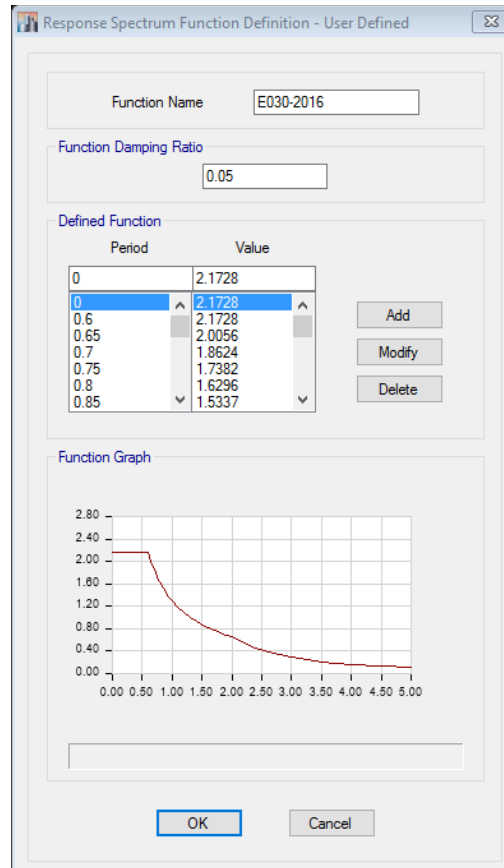 Response Spectrum Function Definition - User Defined
Function Name E030-2016
Function Damping Ratio
0.05
Defined Function
Period Value
0 2.1728
0 2.1728
0.6 2.1728
0.65 2.0056
0.7 1.8624
0.75 1.7382
0.8 1.6296
0.85 1.5337
Add
Modify
Delete
Function Graph
2.80
2.40
2.00
1.60
1.20
0.80
0.40
0.00
0.00 0.50 1.00 1.50 2.00 2.50 3.00 3.50 4.00 4.50 5.00
OK Cancel